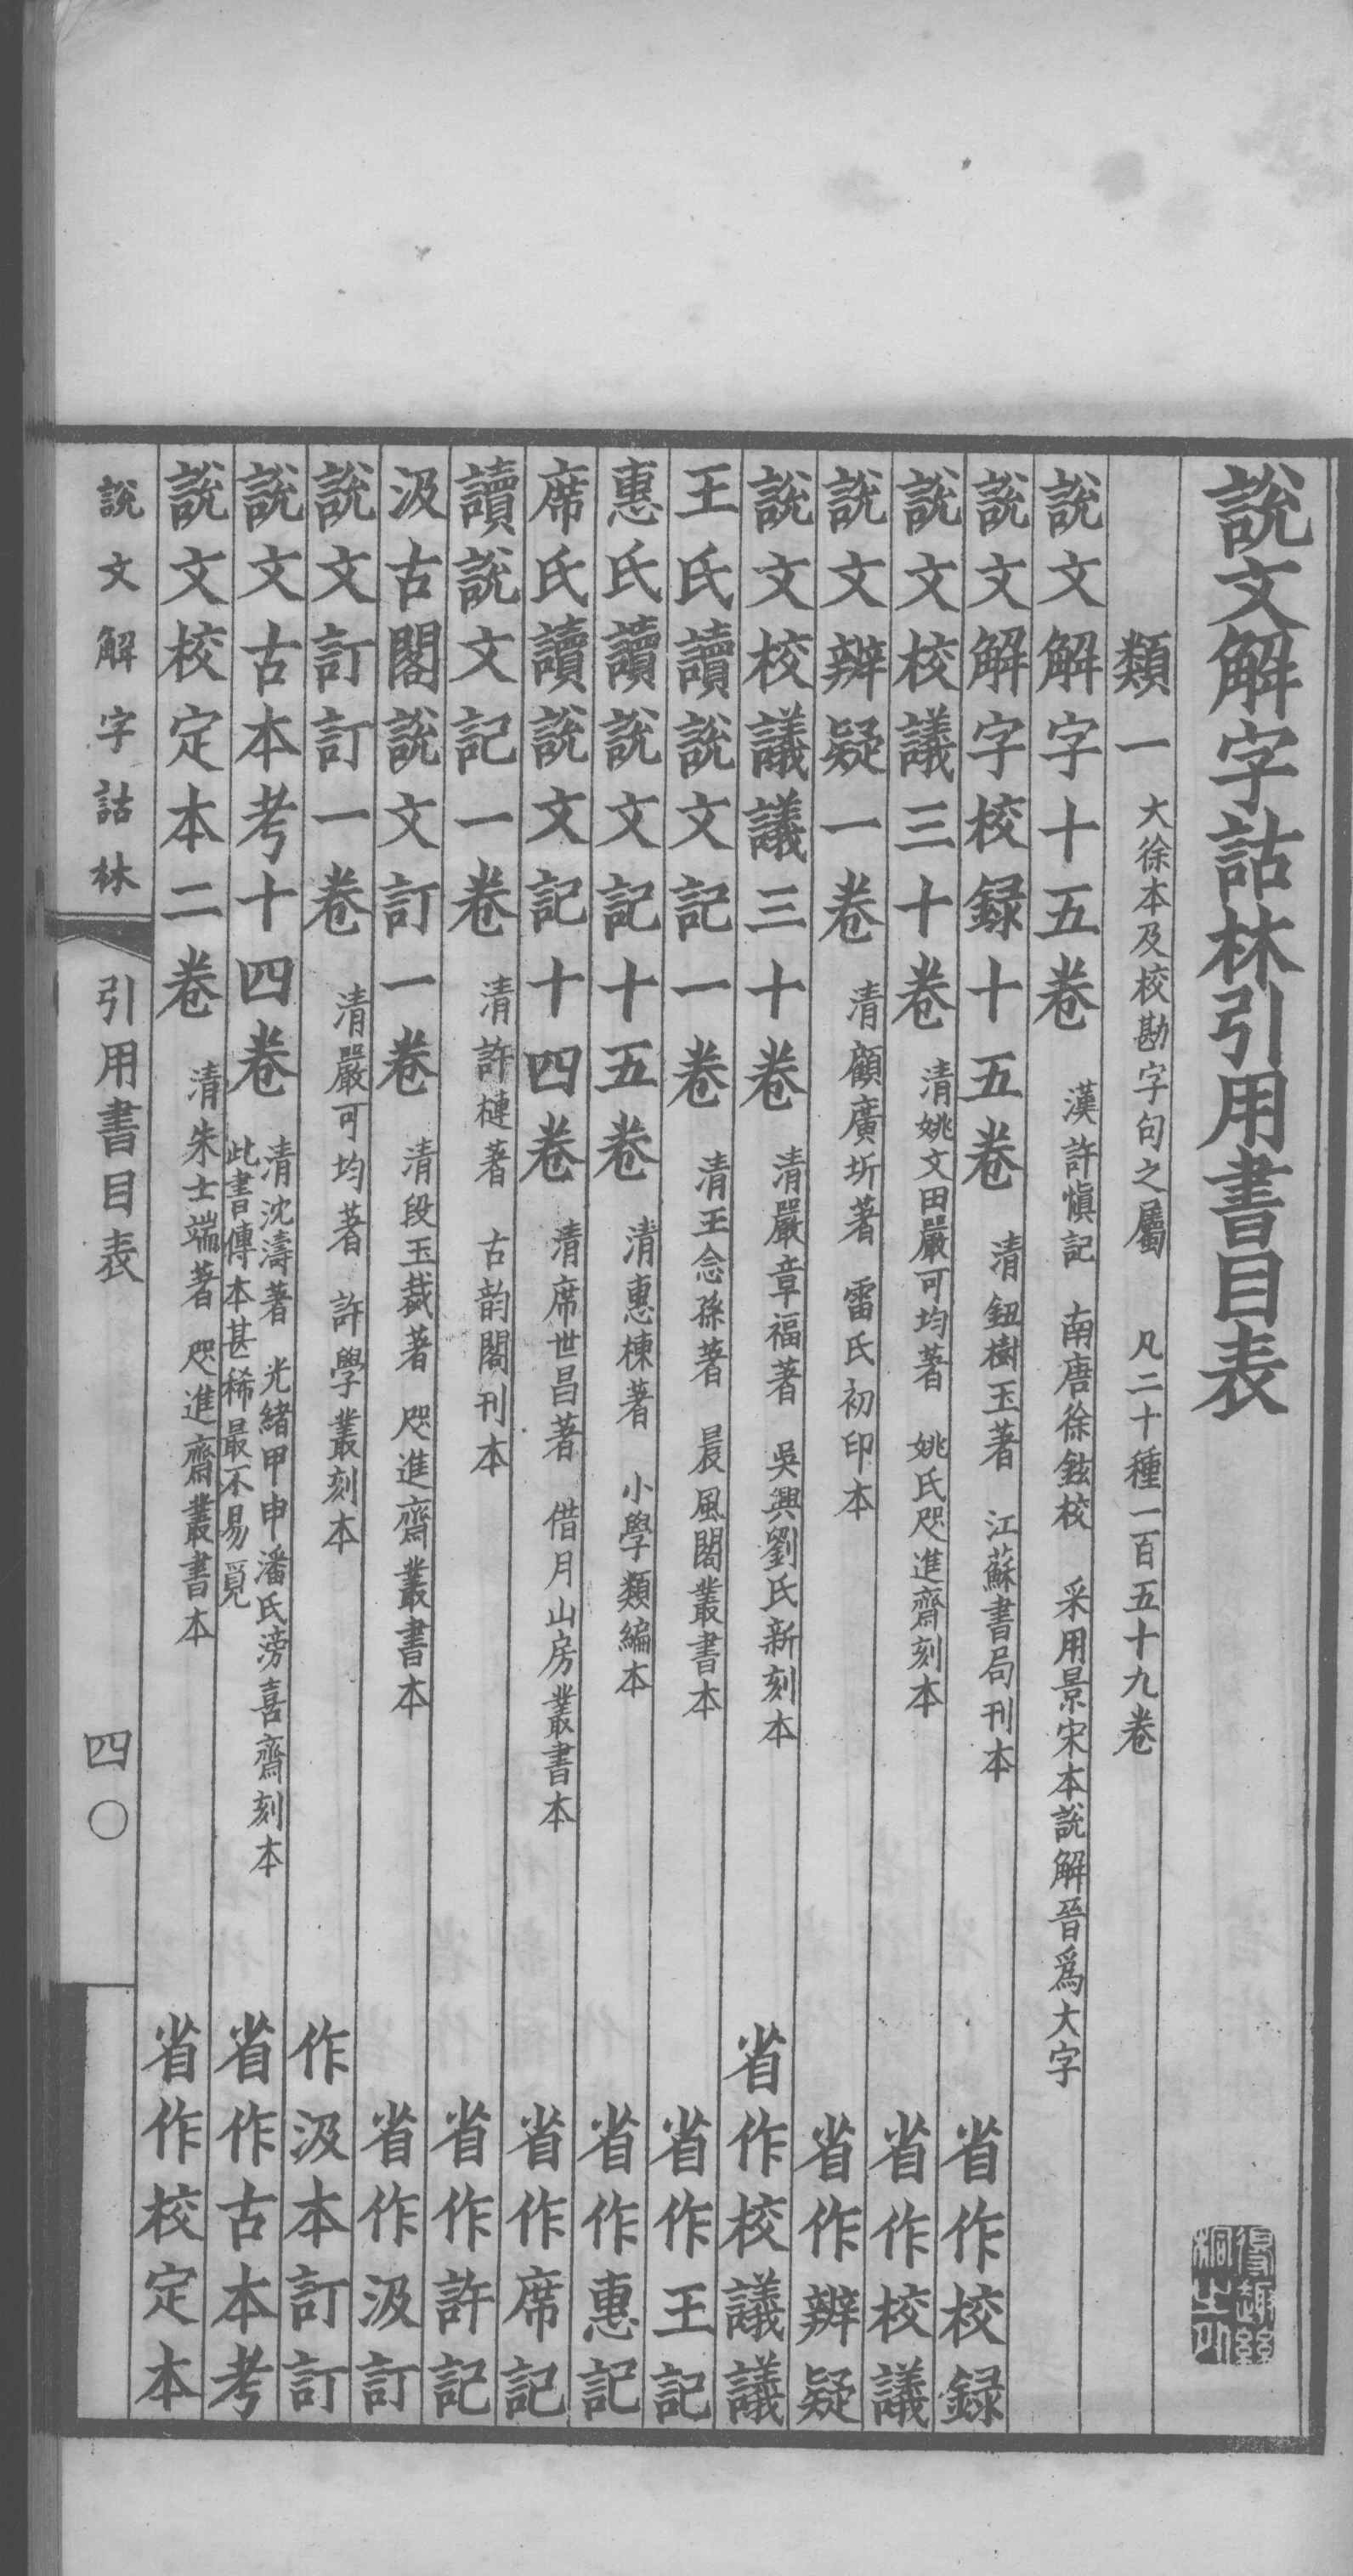 說文解字詁林引用書目表
類一 大徐本及校勘字句之屬 凡二十種一百五十九卷
說文解字十五卷 漢許愼記 南唐徐鉉校 采用景宋本說解晉爲大字
說文解字校録十五卷 清鈕樹玉著 江蘇書局刊本 省作校録
說文校議三十卷 清姚文田嚴可均著 姚氏咫進齋刻本 省作校議
說文辨疑一卷 清顧廣圻著 雷氏初印本 省作辨疑
說文校議議三十卷 清嚴章福著 吳興劉氏新刻本 省作校議議
王氏讀說文記一卷 清王念孫著 晨風閣叢書本 省作王記
惠氏讀說文記十五卷 清惠棟著 小學類編本 省作惠記
席氏讀說文記十四卷 清席世昌著 借月山房叢書本 省作席記
讀說文記一卷 清許槤著 古韵閣刊本 省作許記
汲古閣說文訂一卷 清段玉裁著 咫進齋叢書本 省作汲訂
說文訂訂一卷 清嚴可均著 許學叢刻本 作汲本訂訂
說文古本考十四卷 清沈濤著 光緒甲申潘氏滂喜齋刻本 此書傳本甚稀最不易覓 省作古本考
說文校定本二卷 清朱士端著 咫進齋叢書本 省作校定本
說文解字詁林 引用書目表 四〇